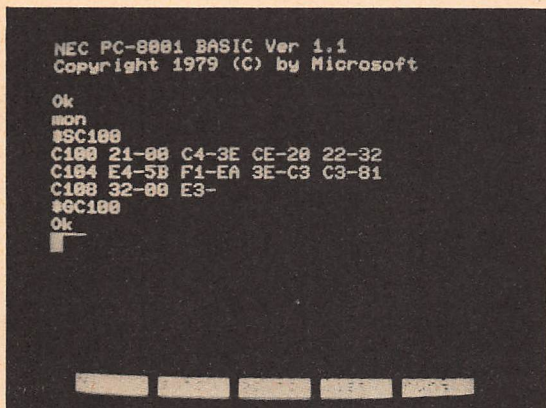 NEC PC-8001 BASIC Ver 1.1
Copyright 1979 (C) by Microsoft
Ok
mon
*SC100
C100 21-00 C4-3E CE-20 22-32
C104 E4-5B F1-EA 3E-C3 C3-81
C108 32-00 E3-
*GC100
Ok